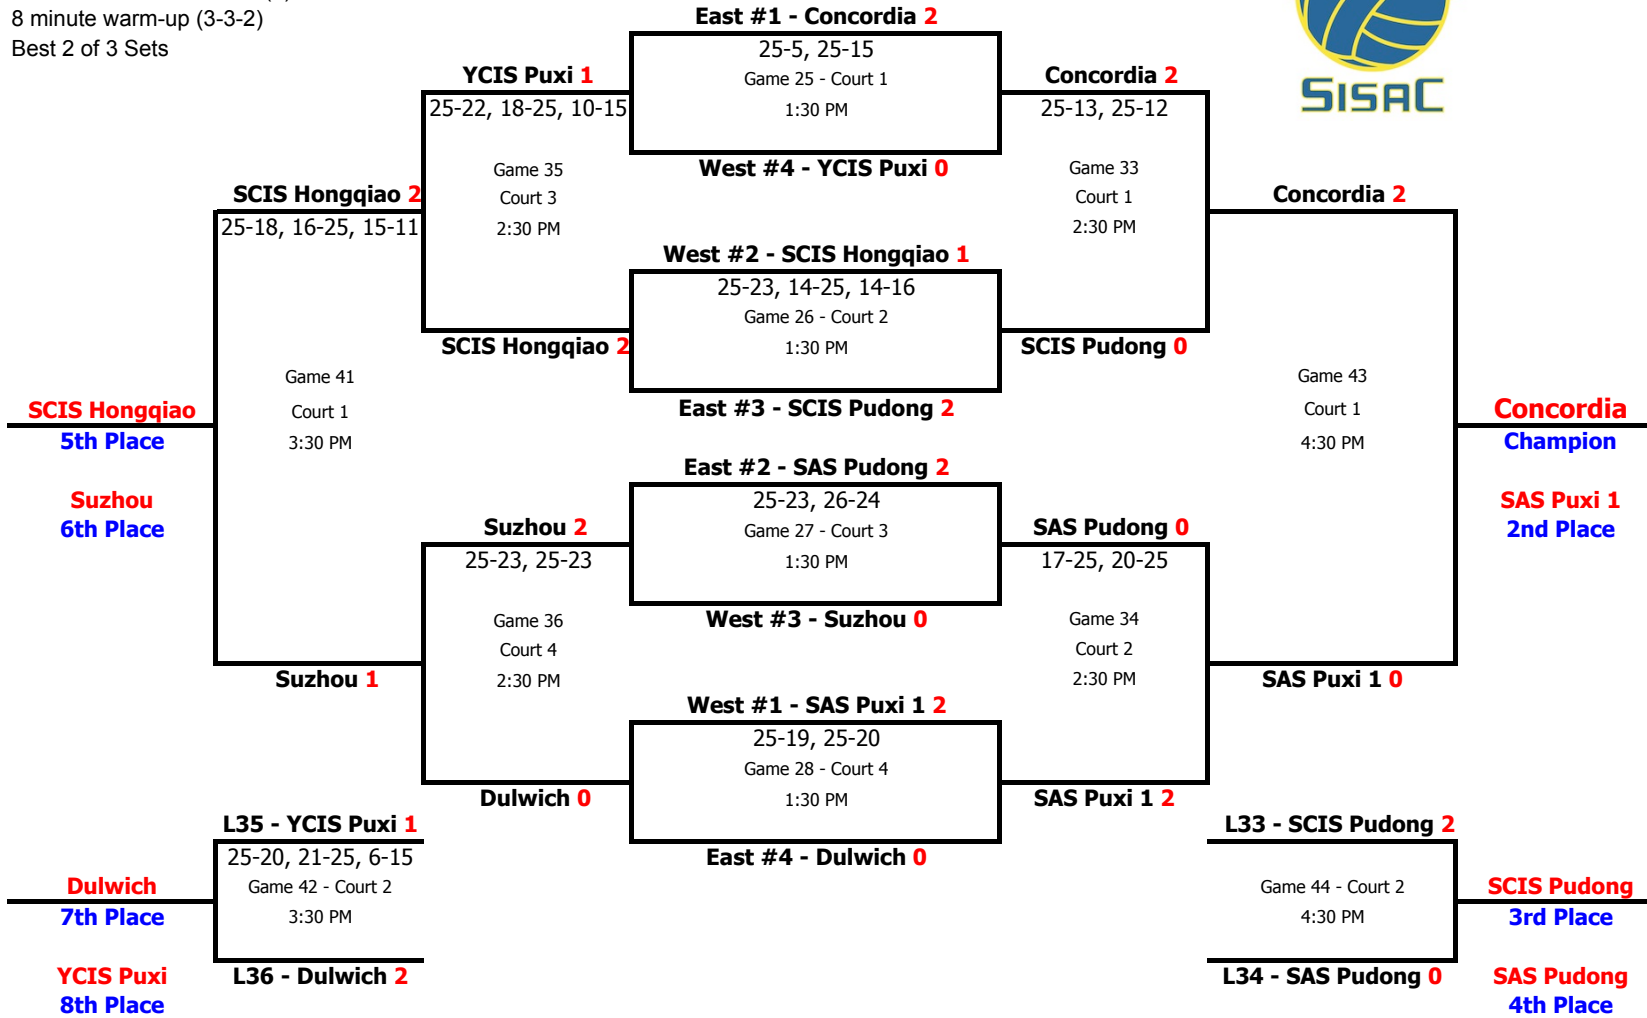 8 minute warm-up (3-3-2)
Best 2 of 3 Sets
SISAC
East #1 - Concordia 2
25-5, 25-15
Game 25 - Court 1
1:30 PM
West #4 - YCIS Puxi 0
YCIS Puxi 1
25-22, 18-25, 10-15
Game 35
Court 3
2:30 PM
SCIS Hongqiao 2
Concordia 2
25-13, 25-12
Game 33
Court 1
2:30 PM
SCIS Pudong 0
SCIS Hongqiao 2
25-18, 16-25, 15-11
Game 41
Court 1
3:30 PM
Suzhou 1
West #2 - SCIS Hongqiao 1
25-23, 14-25, 14-16
Game 26 - Court 2
1:30 PM
East #3 - SCIS Pudong 2
Concordia 2
Game 43
Court 1
4:30 PM
SAS Puxi 1 0
SCIS Hongqiao
5th Place
Suzhou
6th Place
Concordia
Champion
SAS Puxi 1
2nd Place
East #2 - SAS Pudong 2
25-23, 26-24
Game 27 - Court 3
1:30 PM
West #3 - Suzhou 0
Suzhou 2
25-23, 25-23
Game 36
Court 4
2:30 PM
Dulwich 0
SAS Pudong 0
17-25, 20-25
Game 34
Court 2
2:30 PM
SAS Puxi 1 2
West #1 - SAS Puxi 1 2
25-19, 25-20
Game 28 - Court 4
1:30 PM
East #4 - Dulwich 0
L35 - YCIS Puxi 1
25-20, 21-25, 6-15
Game 42 - Court 2
3:30 PM
L36 - Dulwich 2
Dulwich
7th Place
YCIS Puxi
8th Place
L33 - SCIS Pudong 2
Game 44 - Court 2
4:30 PM
L34 - SAS Pudong 0
SCIS Pudong
3rd Place
SAS Pudong
4th Place